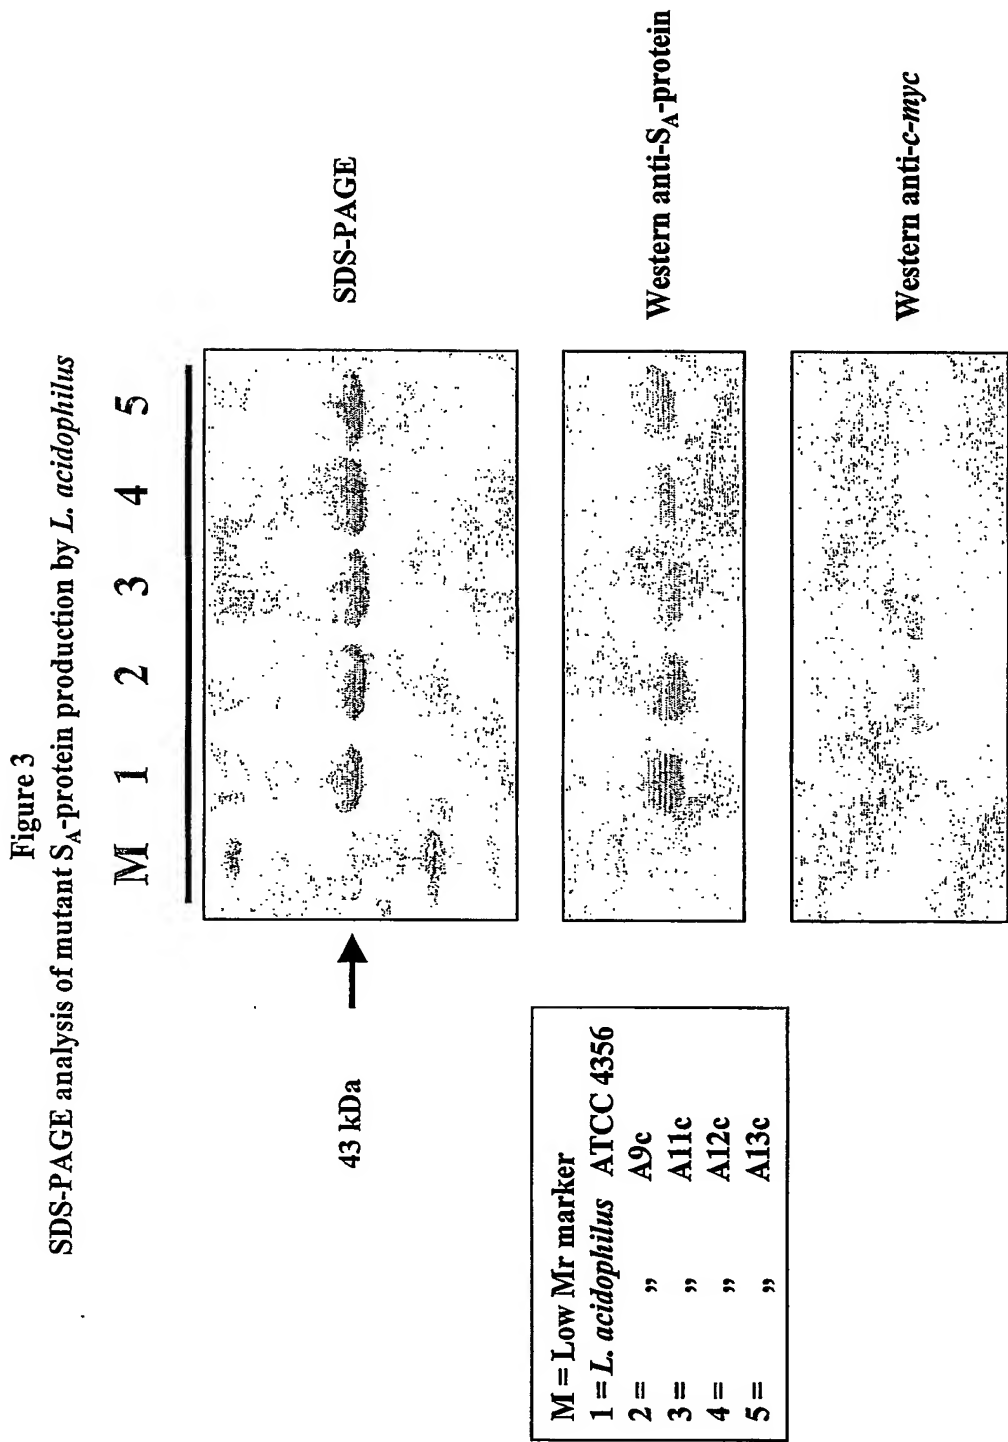 Figure 3
SDS-PAGE analysis of mutant SA-protein production by L. acidophilus
M 1 2 3 4 5
43 kDa
SDS-PAGE
Western anti-SA-protein
Western anti-c-myc
M = Low Mr marker
1 = L. acidophilus ATCC 4356
2 = " A9c
3 = " A11c
4 = " A12c
5 = " A13c